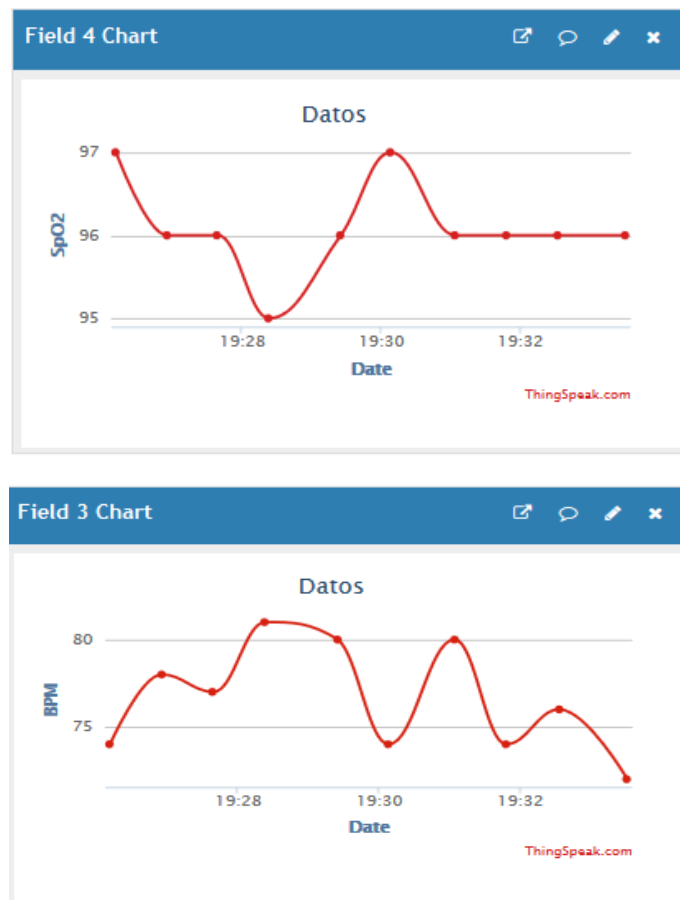 Field 4 Chart
Datos
97
96
95
SpO2
19:28 19:30 19:32
Date
ThingSpeak.com
Field 3 Chart
Datos
80
75
BPM
19:28 19:30 19:32
Date
ThingSpeak.com